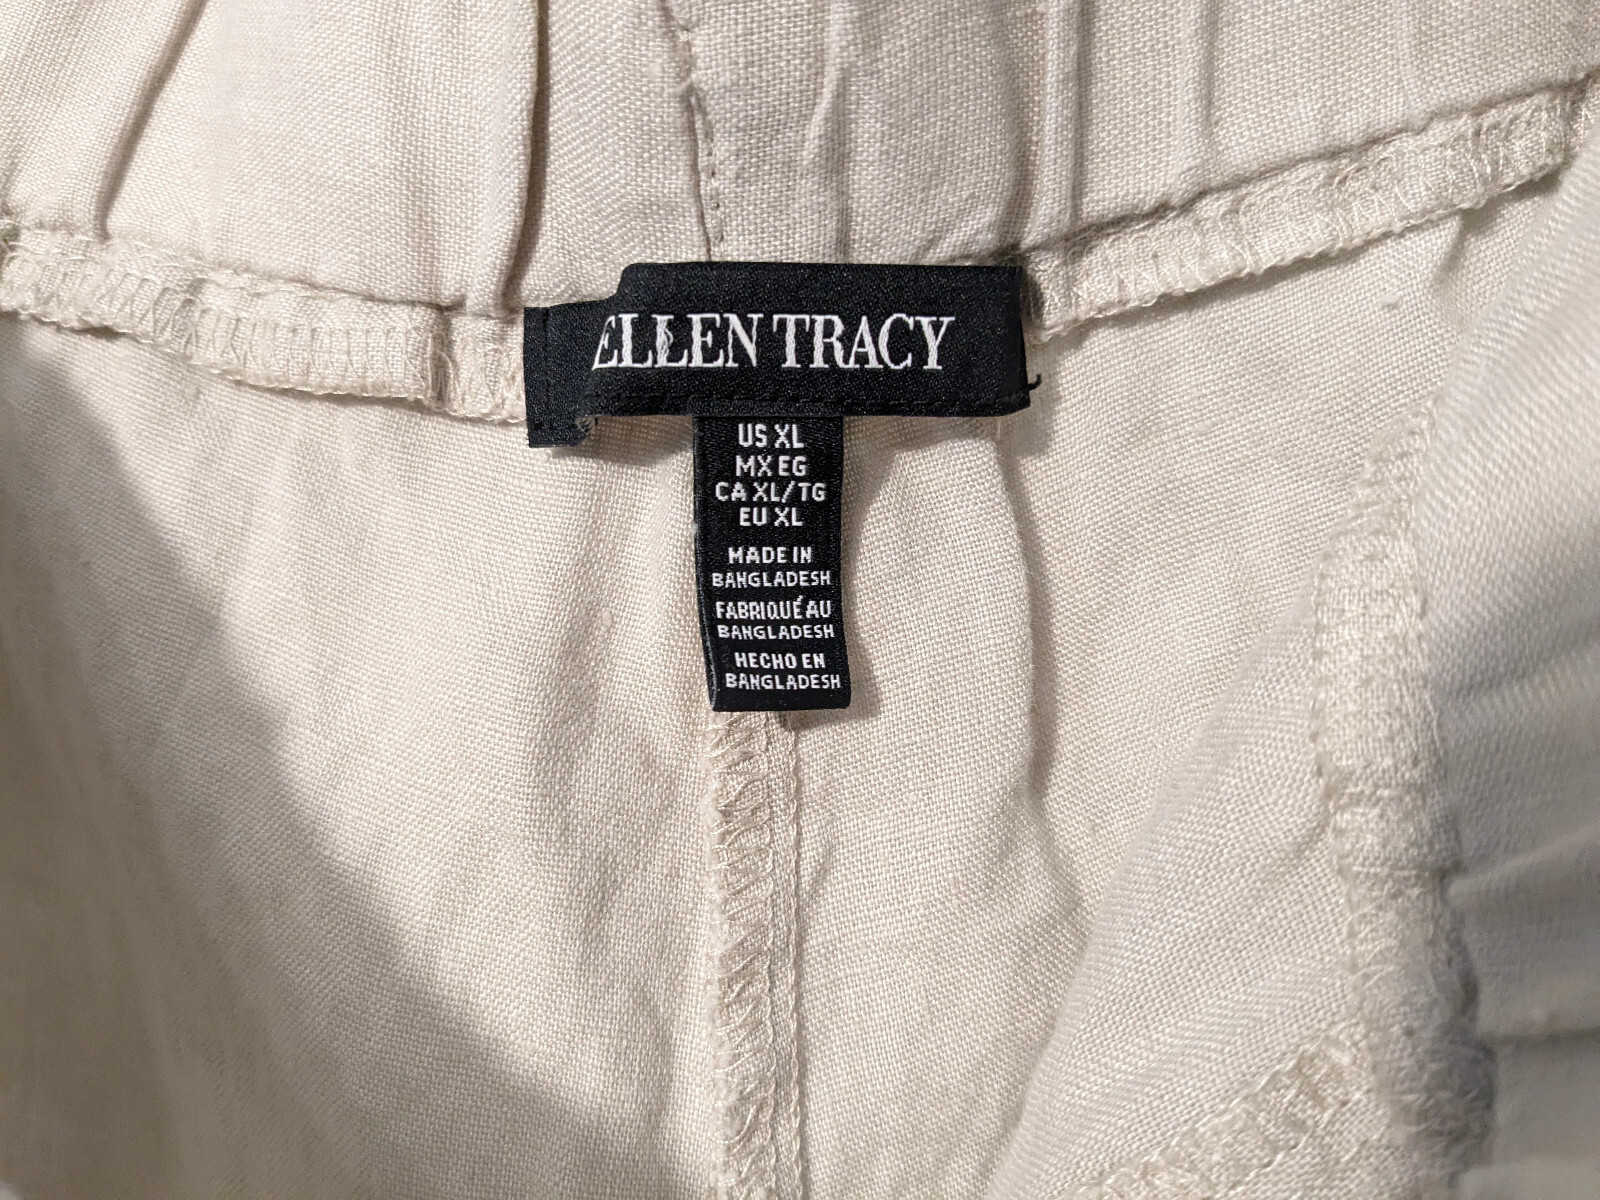 ELLEN TRACY
US XL
MX EG
CA XL/TG
EU XL
MADE IN
BANGLADESH
FABRIQUÉ AU
BANGLADESH
HECHO EN
BANGLADESH